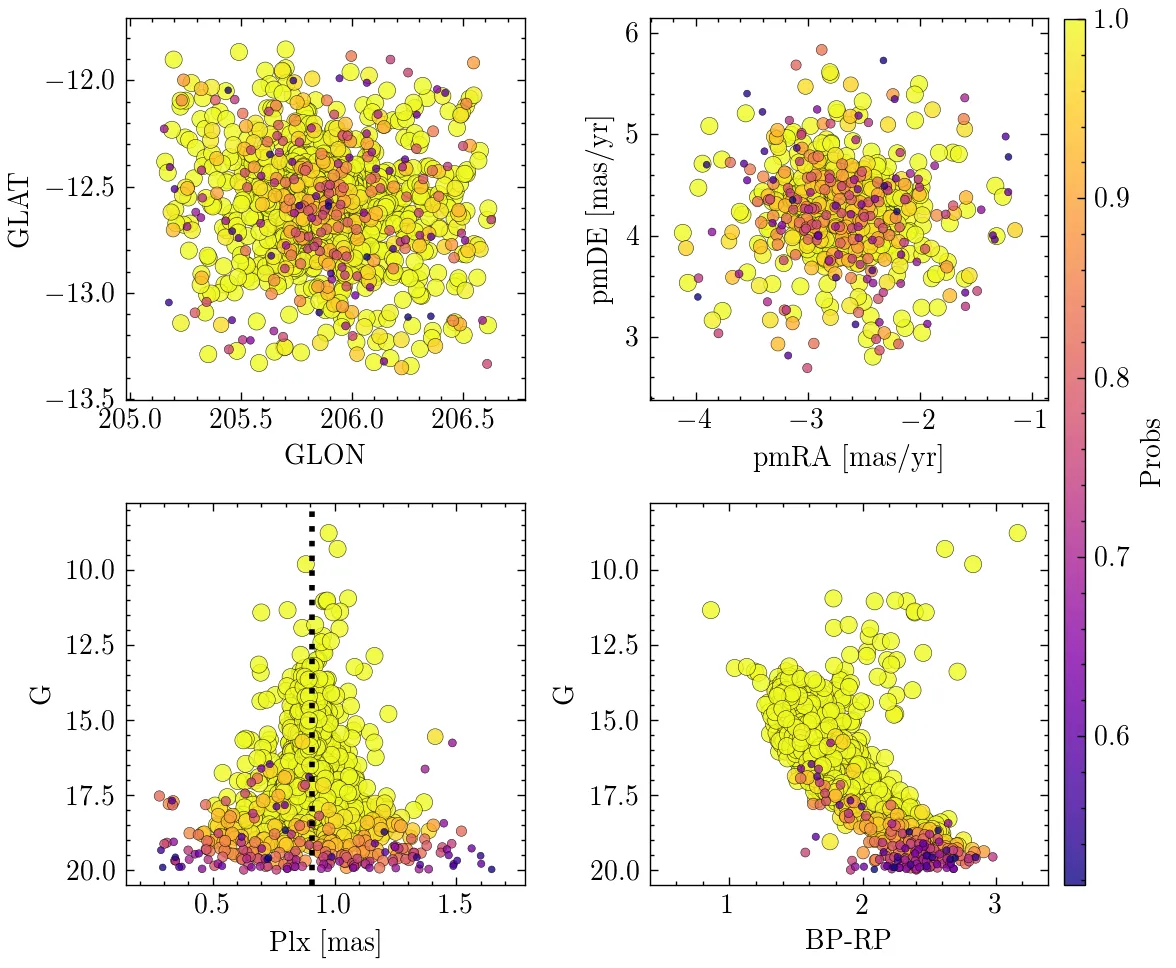 −12.0
−12.5
−13.0
−13.5
GLAT
205.0 205.5 206.0 206.5
GLON
6
5
4
3
pmDE [mas/yr]
−4 −3 −2 −1
pmRA [mas/yr]
1.0
0.9
0.8
0.7
0.6
Probs
10.0
12.5
15.0
17.5
20.0
G
0.5 1.0 1.5
Plx [mas]
10.0
12.5
15.0
17.5
20.0
G
1 2 3
BP-RP